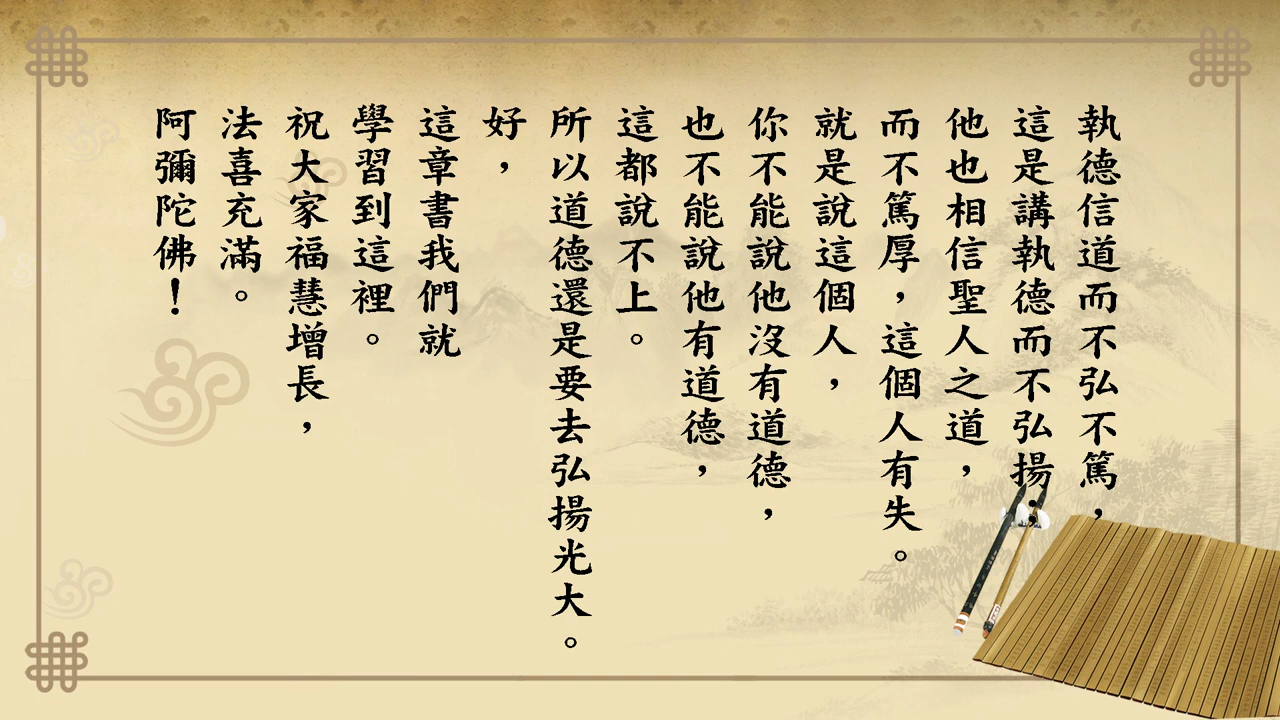 執德信道而不弘不篤，
這是講執德而不弘揚
他也相信聖人之道，
而不篤厚，這個人有失。
就是說這個人，
你不能說他沒有道德，
也不能說他有道德，
這都說不上。
所以道德還是要去弘揚光大。
好，
這章書我們就
學習到這裡。
祝大家福慧增長，
法喜充滿。
阿彌陀佛！